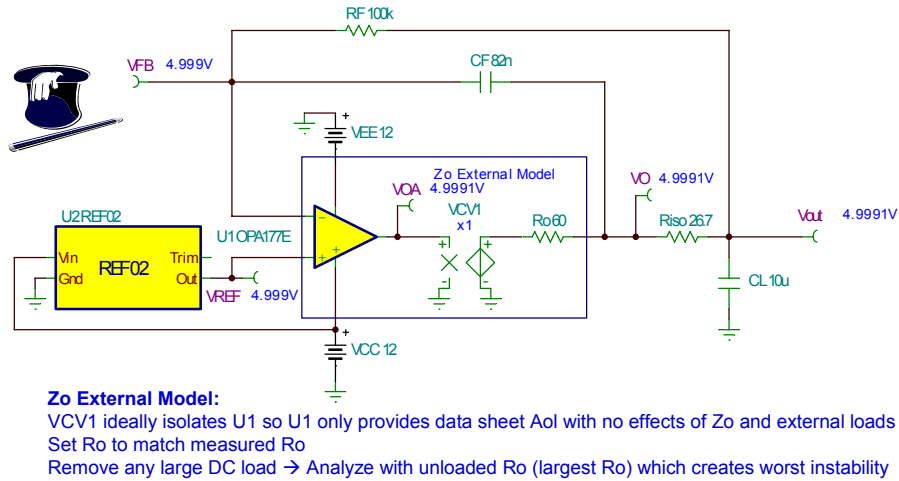 RF 100k
VFB 4.999V
CF 82n
+
VEE 12
Zo External Model
VOA 4.9991V
VCV1
x1
VO 4.9991V
U2 REF02
U1 OPA177E
Ro 60
Riso 26.7
Vout 4.9991V
Vin
Gnd
REF02
Trim
Out
VREF 4.999V
CL 10u
+
VCC 12
Zo External Model:
VCV1 ideally isolates U1 so U1 only provides data sheet Aol with no effects of Zo and external loads
Set Ro to match measured Ro
Remove any large DC load → Analyze with unloaded Ro (largest Ro) which creates worst instability